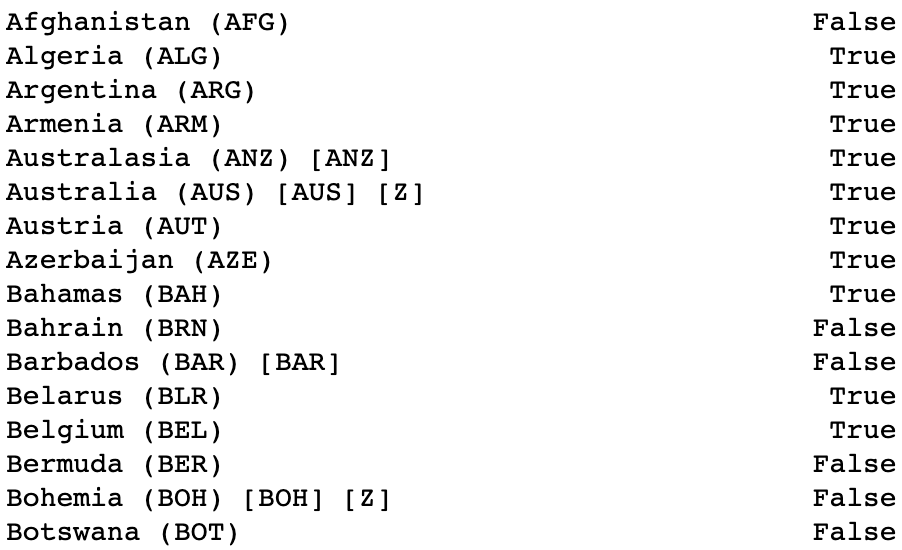 Afghanistan (AFG) False
Algeria (ALG) True
Argentina (ARG) True
Armenia (ARM) True
Australasia (ANZ) [ANZ] True
Australia (AUS) [AUS] [Z] True
Austria (AUT) True
Azerbaijan (AZE) True
Bahamas (BAH) True
Bahrain (BRN) False
Barbados (BAR) [BAR] False
Belarus (BLR) True
Belgium (BEL) True
Bermuda (BER) False
Bohemia (BOH) [BOH] [Z] False
Botswana (BOT) False